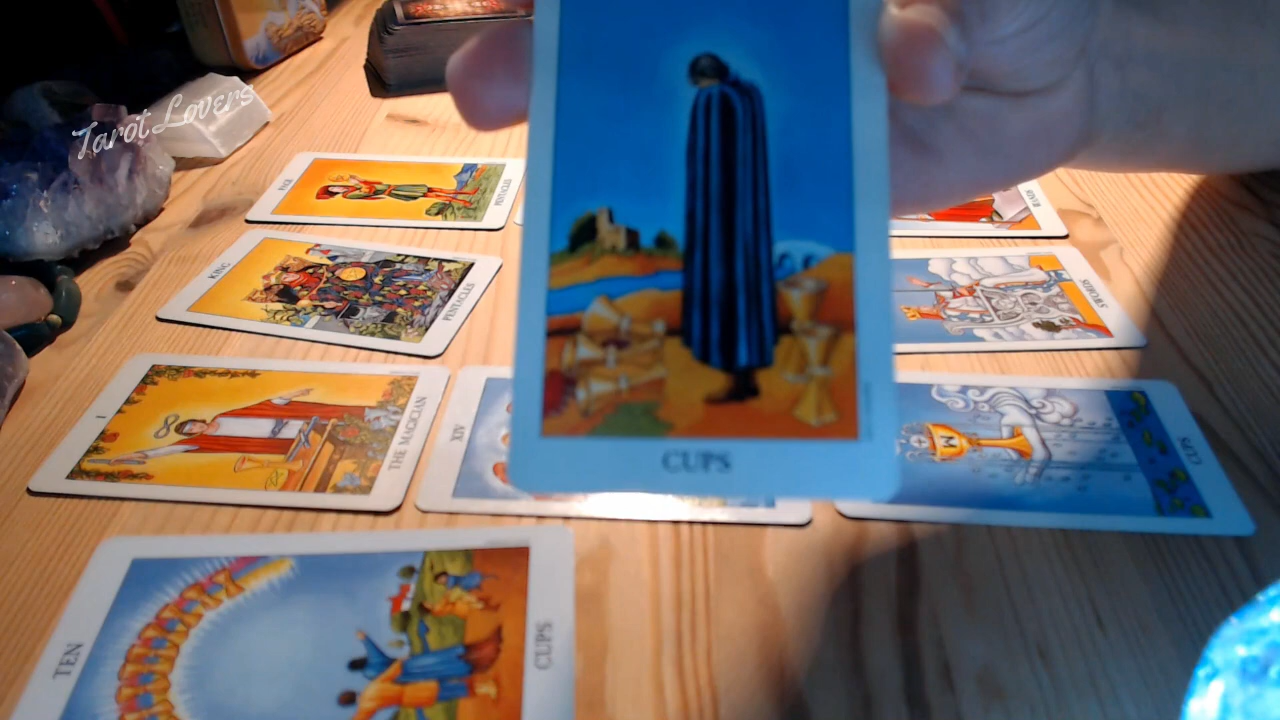 Tarot Lovers
PAGE
PENTACLES
KING
PENTACLES
SWORDS
I
THE MAGICIAN
XIV
CUPS
M
CUPS
TEN
CUPS